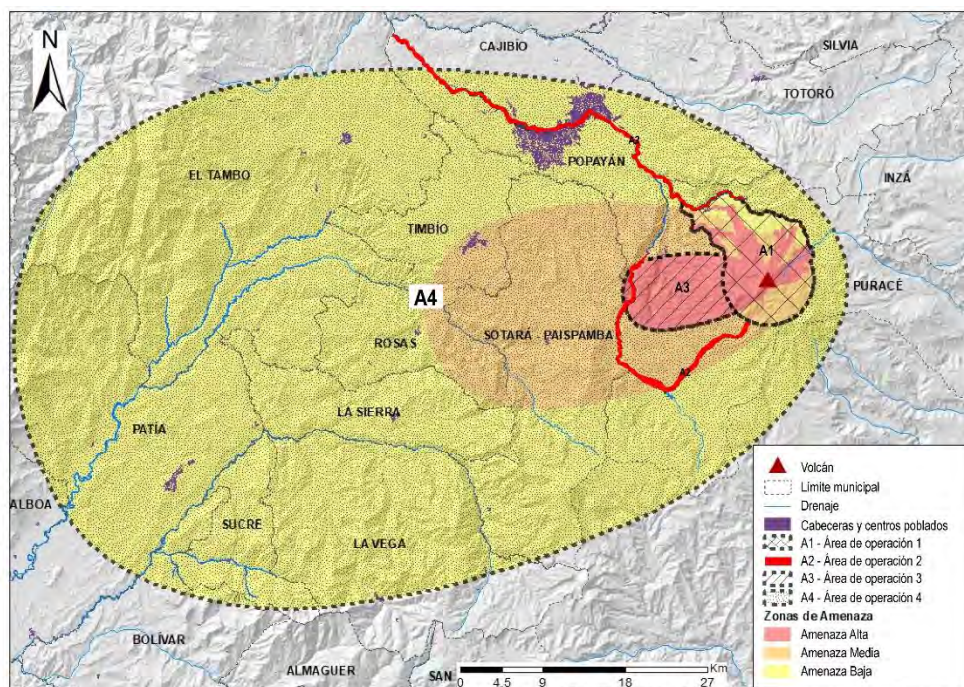 N
CAJIBÍO
SILVIA
TOTORÓ
A2
POPAYÁN
INZÁ
EL TAMBO
TIMBÍO
A1
PURACÉ
A3
A4
SOTARÁ - PAISPAMBA
ROSAS
A2
LA SIERRA
PATÍA
ALBOA
SUCRE
LA VEGA
BOLÍVAR
ALMAGUER
SAN
Km
0 4.5 9 18 27
Volcán
Límite municipal
Drenaje
Cabeceras y centros poblados
A1 - Área de operación 1
A2 - Área de operación 2
A3 - Área de operación 3
A4 - Área de operación 4
Zonas de Amenaza
Amenaza Alta
Amenaza Media
Amenaza Baja